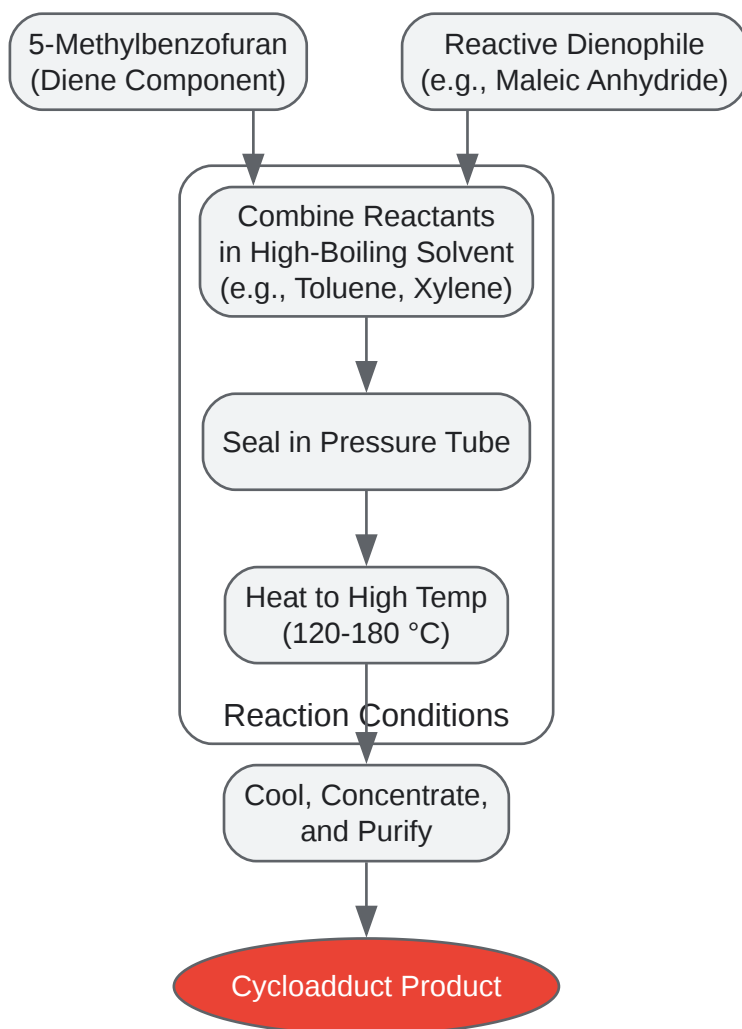 5-Methylbenzofuran
(Diene Component)
Reactive Dienophile
(e.g., Maleic Anhydride)
Combine Reactants
in High-Boiling Solvent
(e.g., Toluene, Xylene)
Seal in Pressure Tube
Heat to High Temp
(120-180 °C)
Reaction Conditions
Cool, Concentrate,
and Purify
Cycloadduct Product